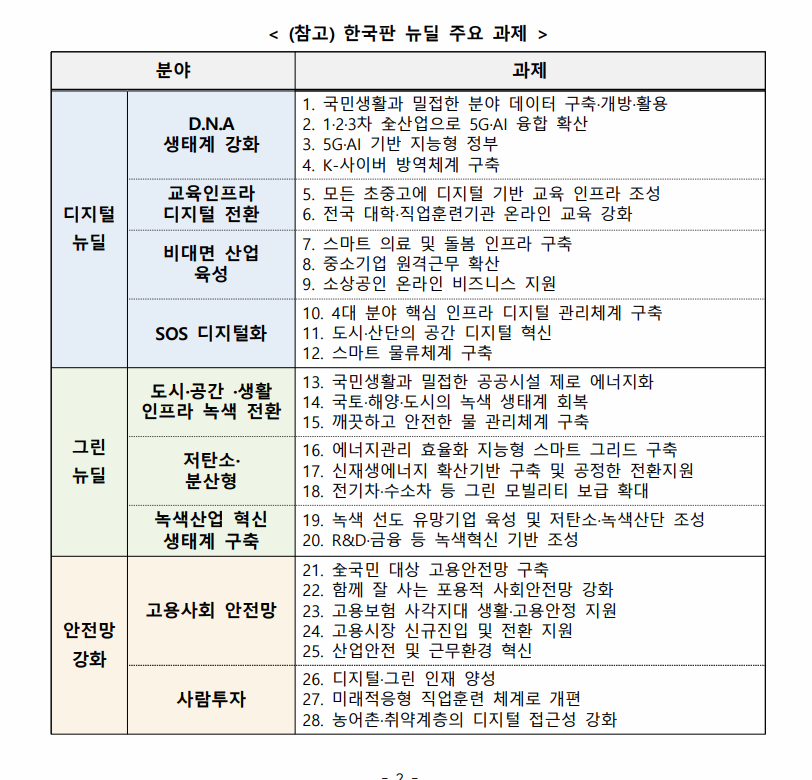 < (참고) 한국판 뉴딜 주요 과제 >
분야
과제
디지털
뉴딜
D.N.A
생태계 강화
1. 국민생활과 밀접한 분야 데이터 구축·개방·활용
2. 1·2·3차 全산업으로 5G·AI 융합 확산
3. 5G·AI 기반 지능형 정부
4. K-사이버 방역체계 구축
교육인프라
디지털 전환
5. 모든 초중고에 디지털 기반 교육 인프라 조성
6. 전국 대학·직업훈련기관 온라인 교육 강화
비대면 산업
육성
7. 스마트 의료 및 돌봄 인프라 구축
8. 중소기업 원격근무 확산
9. 소상공인 온라인 비즈니스 지원
SOS 디지털화
10. 4대 분야 핵심 인프라 디지털 관리체계 구축
11. 도시·산단의 공간 디지털 혁신
12. 스마트 물류체계 구축
그린
뉴딜
도시·공간 ·생활
인프라 녹색 전환
13. 국민생활과 밀접한 공공시설 제로 에너지화
14. 국토·해양·도시의 녹색 생태계 회복
15. 깨끗하고 안전한 물 관리체계 구축
저탄소·
분산형
16. 에너지관리 효율화 지능형 스마트 그리드 구축
17. 신재생에너지 확산기반 구축 및 공정한 전환지원
18. 전기차·수소차 등 그린 모빌리티 보급 확대
녹색산업 혁신
생태계 구축
19. 녹색 선도 유망기업 육성 및 저탄소·녹색산단 조성
20. R&D·금융 등 녹색혁신 기반 조성
안전망
강화
고용사회 안전망
21. 全국민 대상 고용안전망 구축
22. 함께 잘 사는 포용적 사회안전망 강화
23. 고용보험 사각지대 생활·고용안정 지원
24. 고용시장 신규진입 및 전환 지원
25. 산업안전 및 근무환경 혁신
사람투자
26. 디지털·그린 인재 양성
27. 미래적응형 직업훈련 체계로 개편
28. 농어촌·취약계층의 디지털 접근성 강화
- 2 -